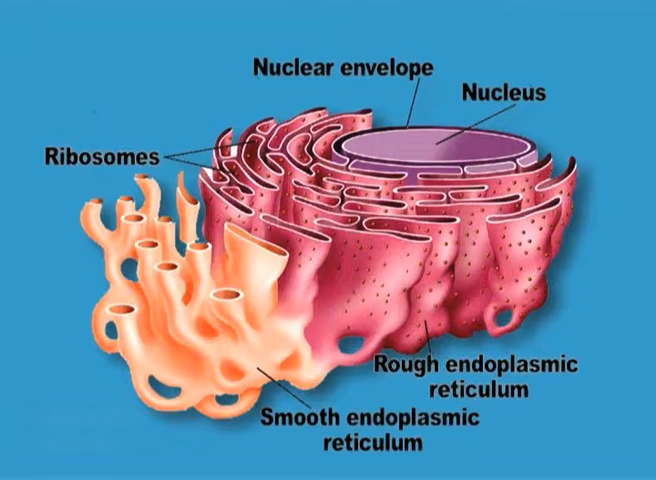 Nuclear envelope
Nucleus
Ribosomes
Rough endoplasmic
reticulum
Smooth endoplasmic
reticulum